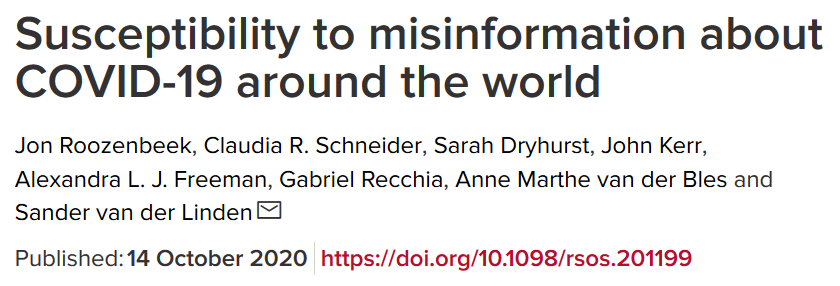 Susceptibility to misinformation about
COVID-19 around the world
Jon Roozenbeek, Claudia R. Schneider, Sarah Dryhurst, John Kerr,
Alexandra L. J. Freeman, Gabriel Recchia, Anne Marthe van der Bles and
Sander van der Linden
Published: 14 October 2020 https://doi.org/10.1098/rsos.201199